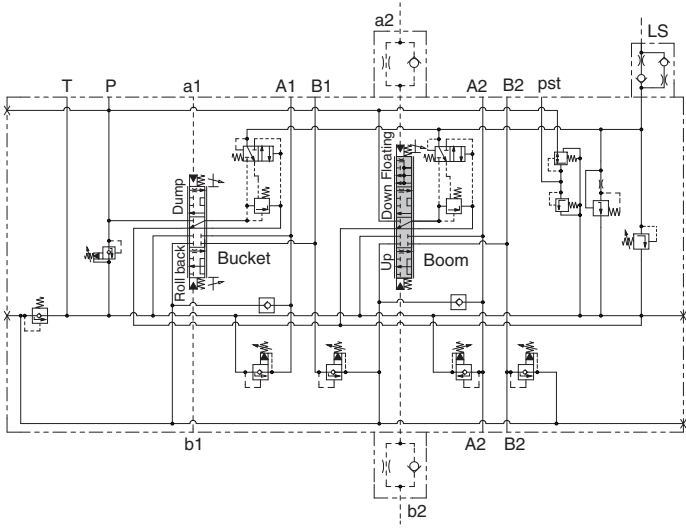 a2
LS
T
P
a1
A1
B1
A2
B2
pst
Dump
Roll back
Bucket
Down Floating
Up
Boom
b1
A2
B2
b2